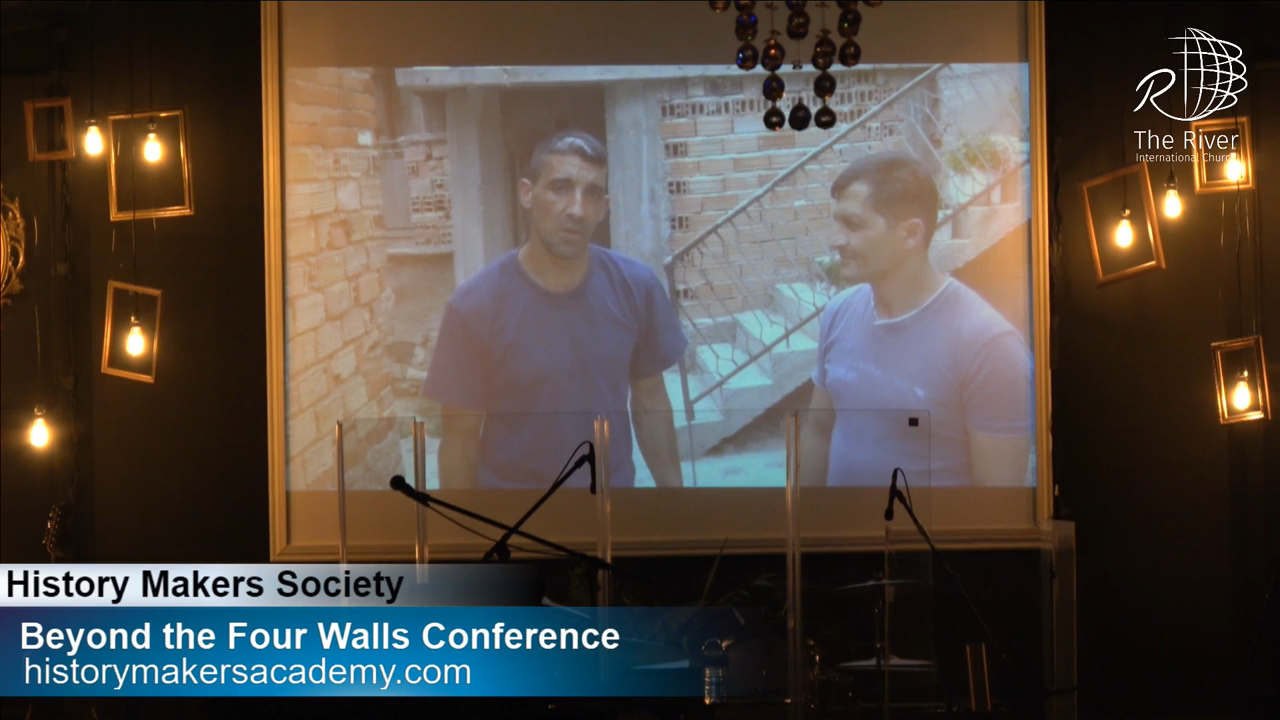 R
The River
International Church
History Makers Society
Beyond the Four Walls Conference
historymakersacademy.com